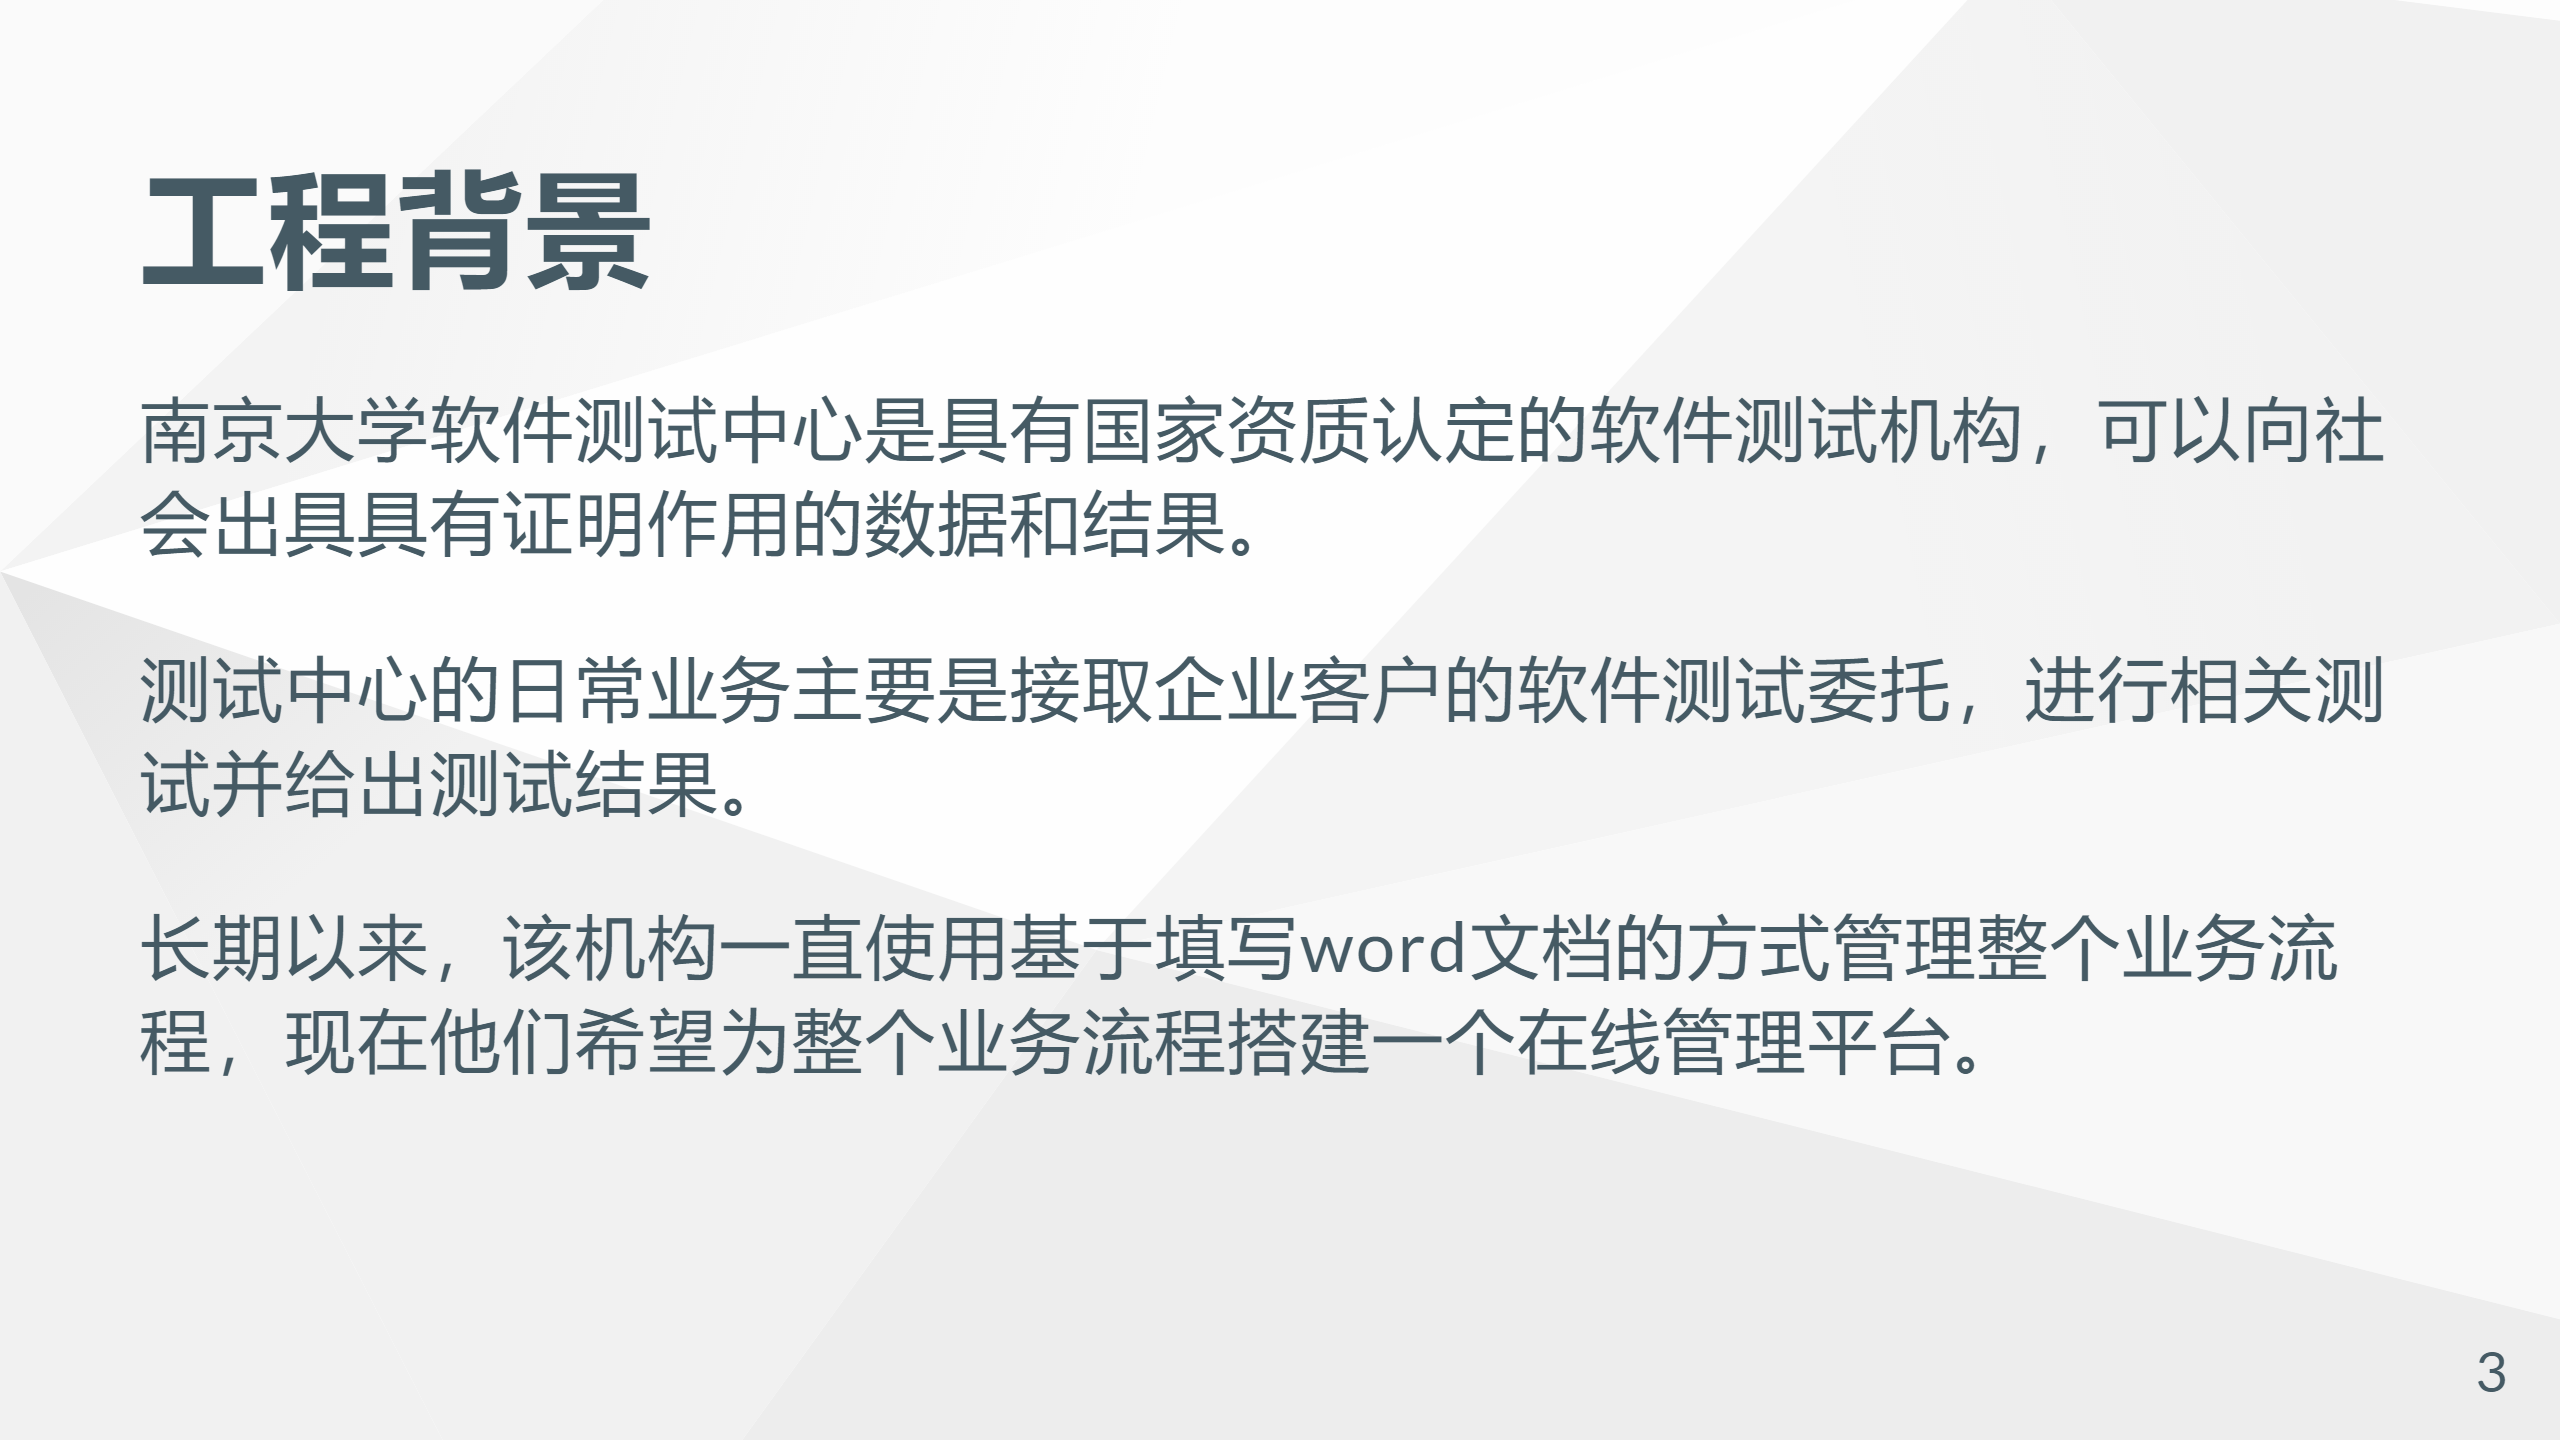 工程背景
南京大学软件测试中心是具有国家资质认定的软件测试机构，可以向社
会出具具有证明作用的数据和结果。
测试中心的日常业务主要是接取企业客户的软件测试委托，进行相关测
试并给出测试结果。
长期以来，该机构一直使用基于填写word文档的方式管理整个业务流
程，现在他们希望为整个业务流程搭建一个在线管理平台。
3